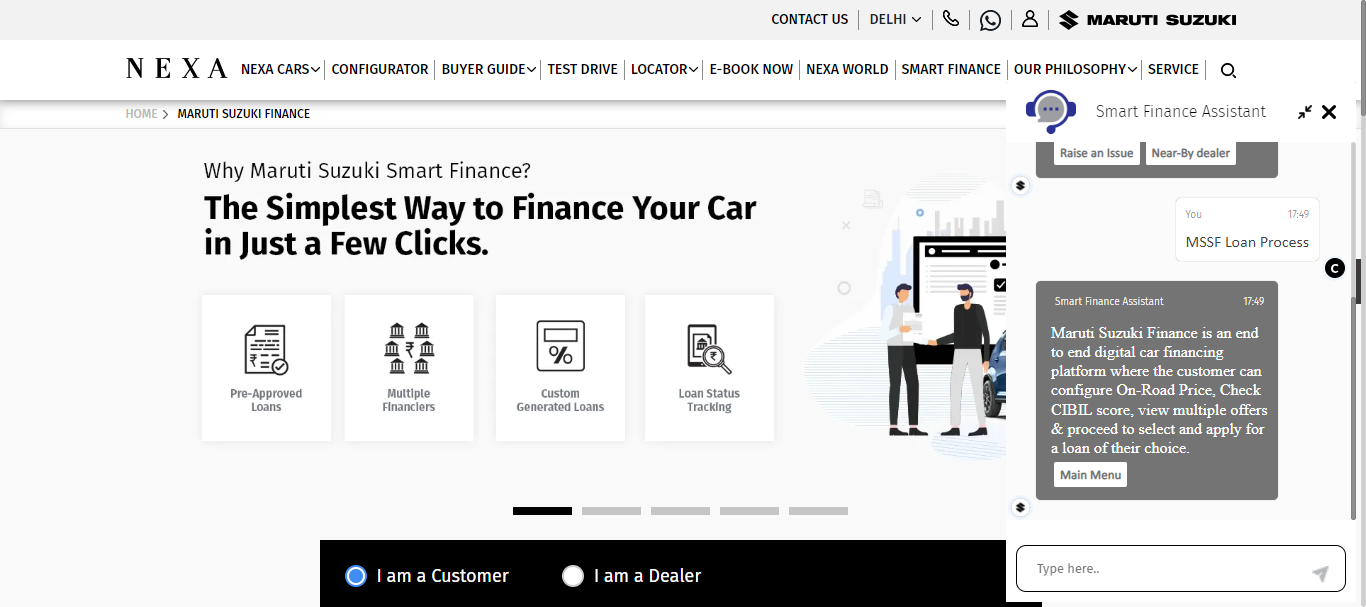 CONTACT US
DELHI
MARUTI SUZUKI
NEXA
NEXA CARS
CONFIGURATOR
BUYER GUIDE
TEST DRIVE
LOCATOR
E-BOOK NOW
NEXA WORLD
SMART FINANCE
OUR PHILOSOPHY
SERVICE
HOME
MARUTI SUZUKI FINANCE
Why Maruti Suzuki Smart Finance?
The Simplest Way to Finance Your Car
in Just a Few Clicks.
Pre-Approved
Loans
Multiple
Financiers
Custom
Generated Loans
Loan Status
Tracking
I am a Customer
I am a Dealer
Smart Finance Assistant
Raise an Issue
Near-By dealer
You 17:49
MSSF Loan Process
C
Smart Finance Assistant 17:49
Maruti Suzuki Finance is an end
to end digital car financing
platform where the customer can
configure On-Road Price, Check
CIBIL score, view multiple offers
& proceed to select and apply for
a loan of their choice.
Main Menu
Type here..